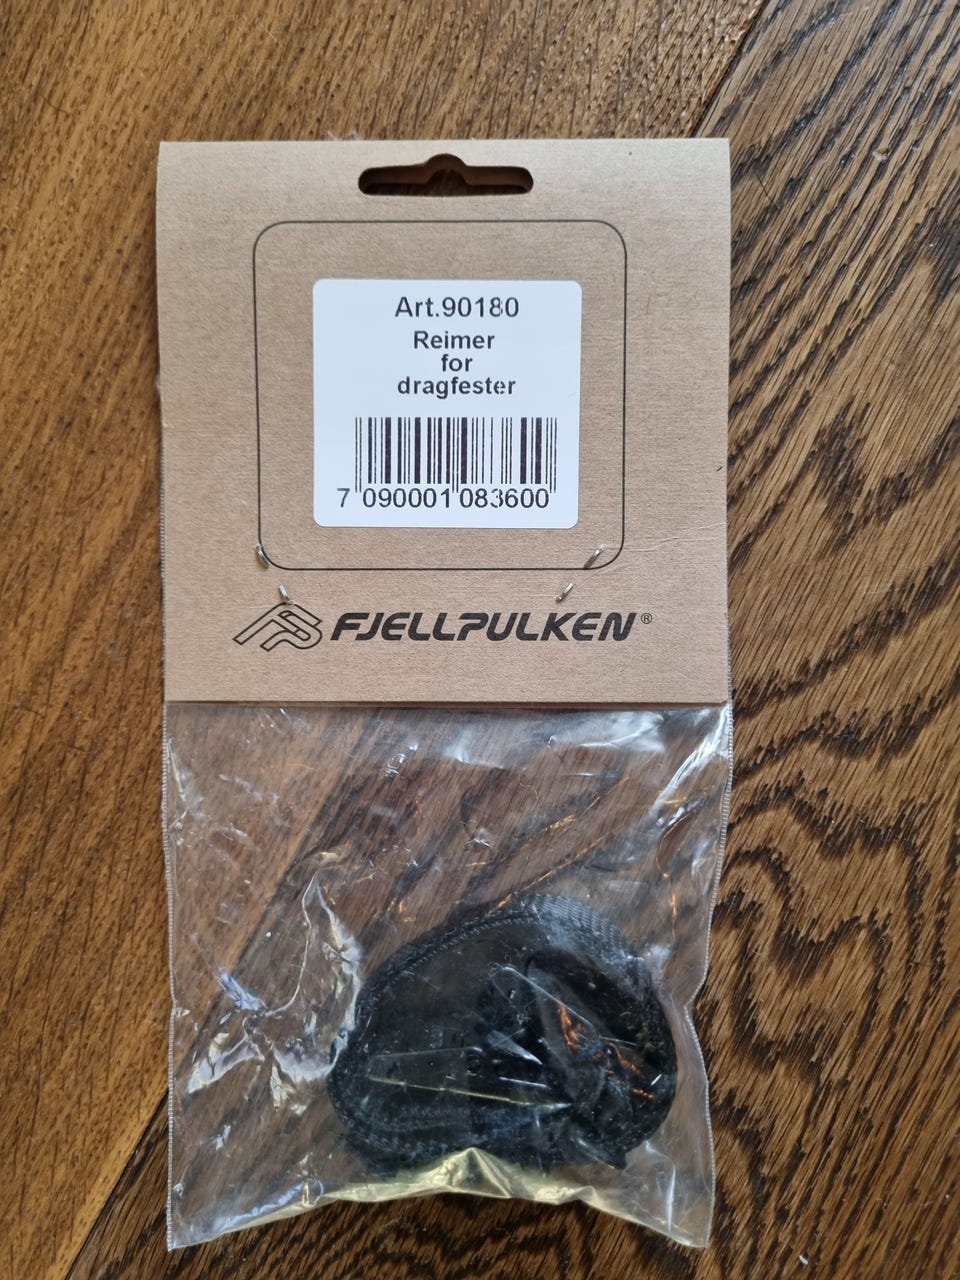 Art.90180
Reimer
for
dragfester
7 090001 083600
FJELLPULKEN®